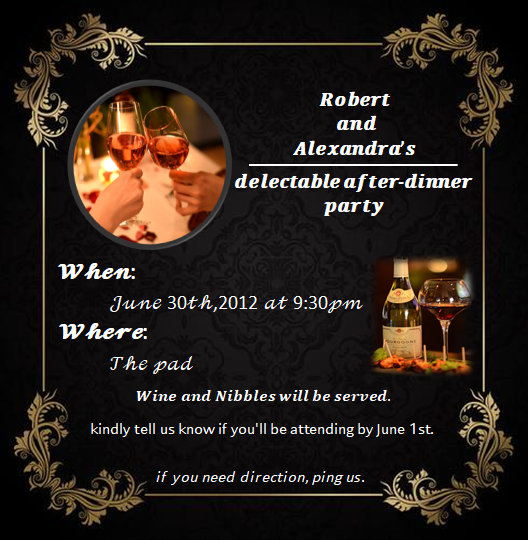 Robert
and
Alexandra's
delectable after-dinner
party
When:
June 30th,2012 at 9:30pm
Where:
The pad
BOURGOGNE
Wine and Nibbles will be served.
kindly tell us know if you'll be attending by June 1st.
if you need direction, ping us.